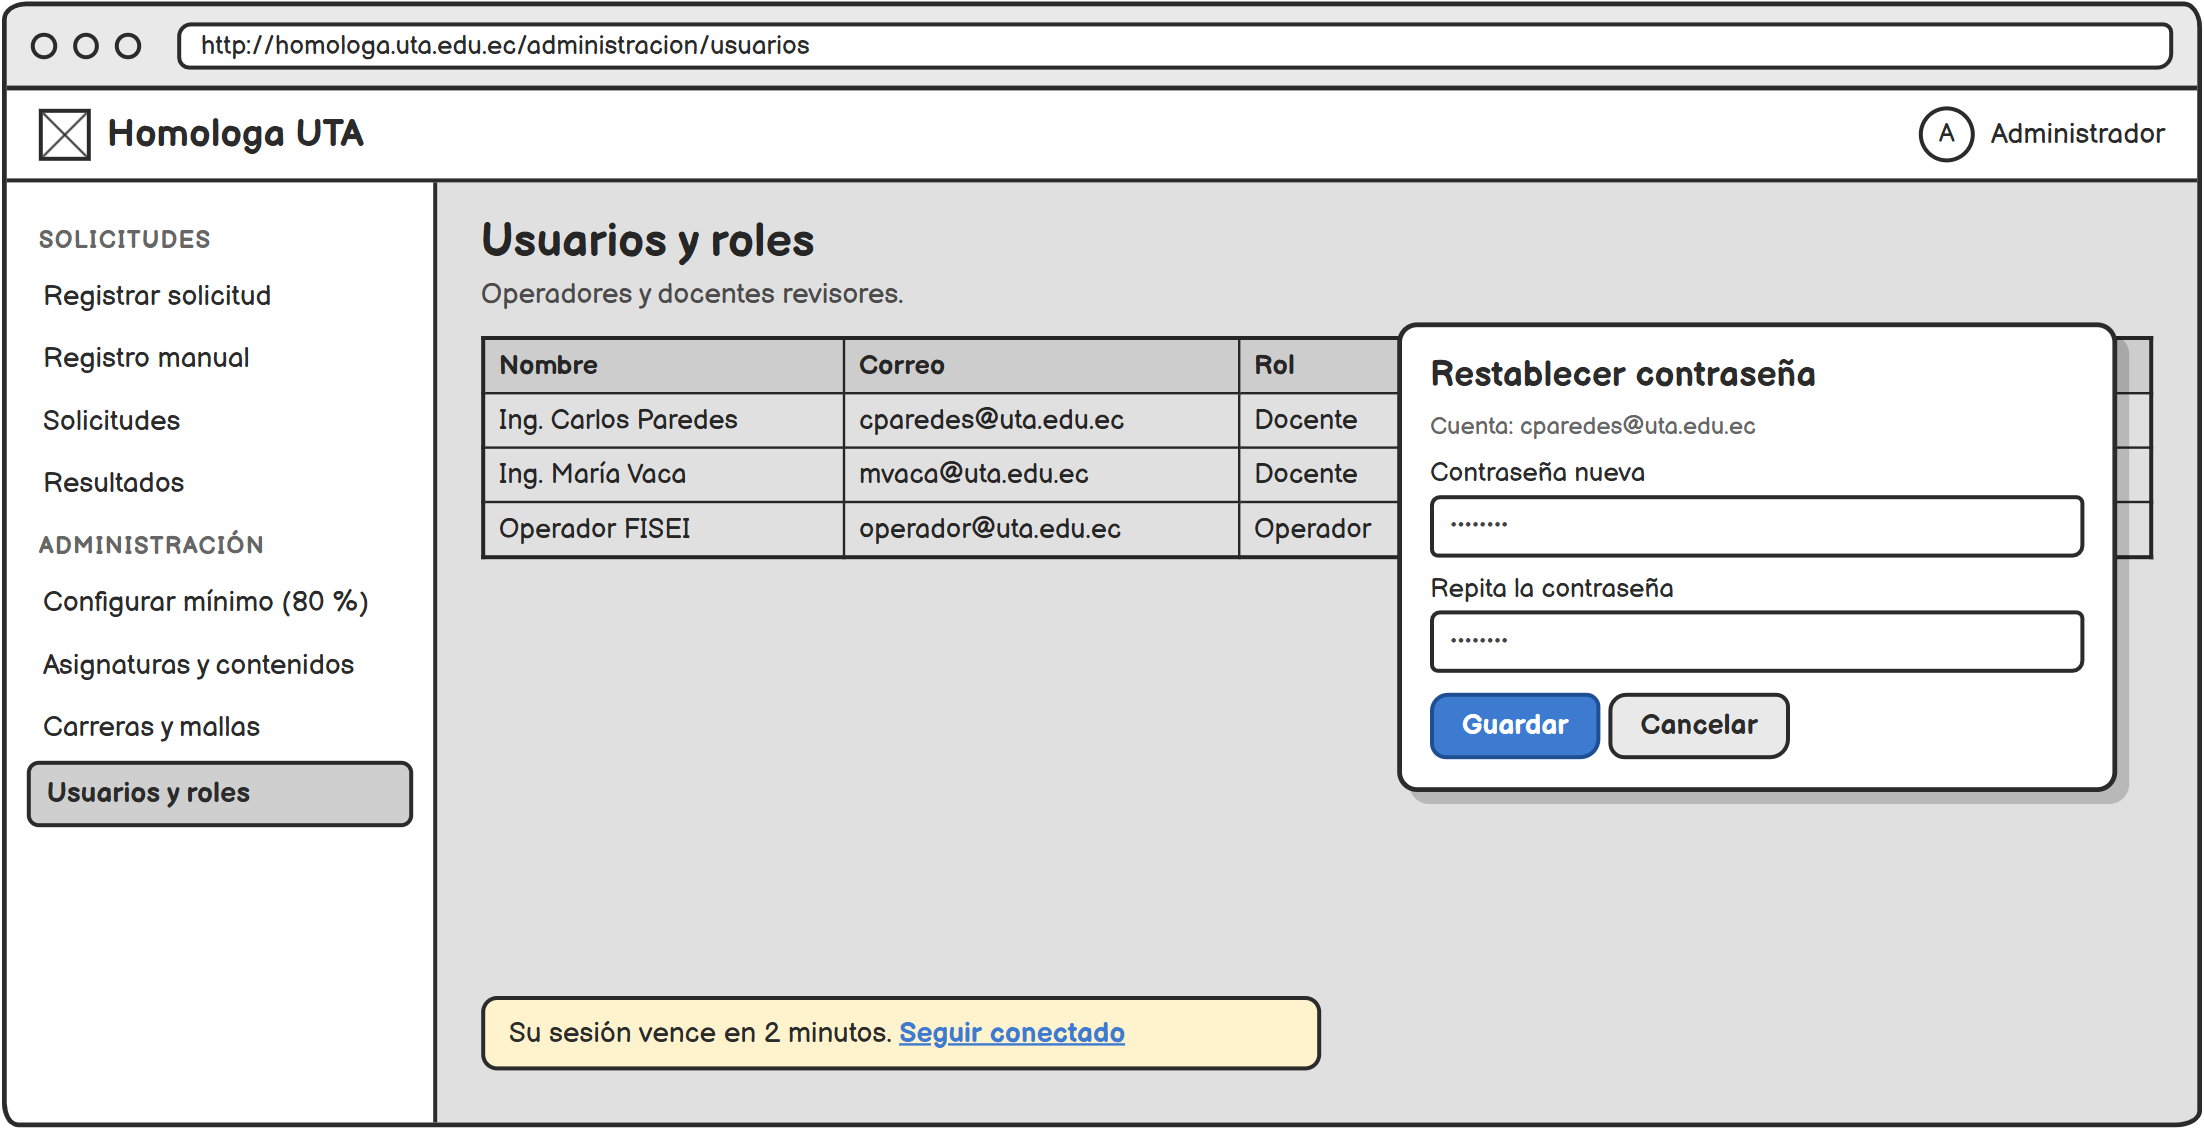 http://homologa.uta.edu.ec/administracion/usuarios
Homologa UTA
A Administrador
SOLICITUDES
Registrar solicitud
Registro manual
Solicitudes
Resultados
ADMINISTRACIÓN
Configurar mínimo (80 %)
Asignaturas y contenidos
Carreras y mallas
Usuarios y roles
Usuarios y roles
Operadores y docentes revisores.
Nombre Correo Rol
Ing. Carlos Paredes cparedes@uta.edu.ec Docente
Ing. María Vaca mvaca@uta.edu.ec Docente
Operador FISEI operador@uta.edu.ec Operador
Restablecer contraseña
Cuenta: cparedes@uta.edu.ec
Contraseña nueva
••••••••
Repita la contraseña
••••••••
Guardar Cancelar
Su sesión vence en 2 minutos. Seguir conectado